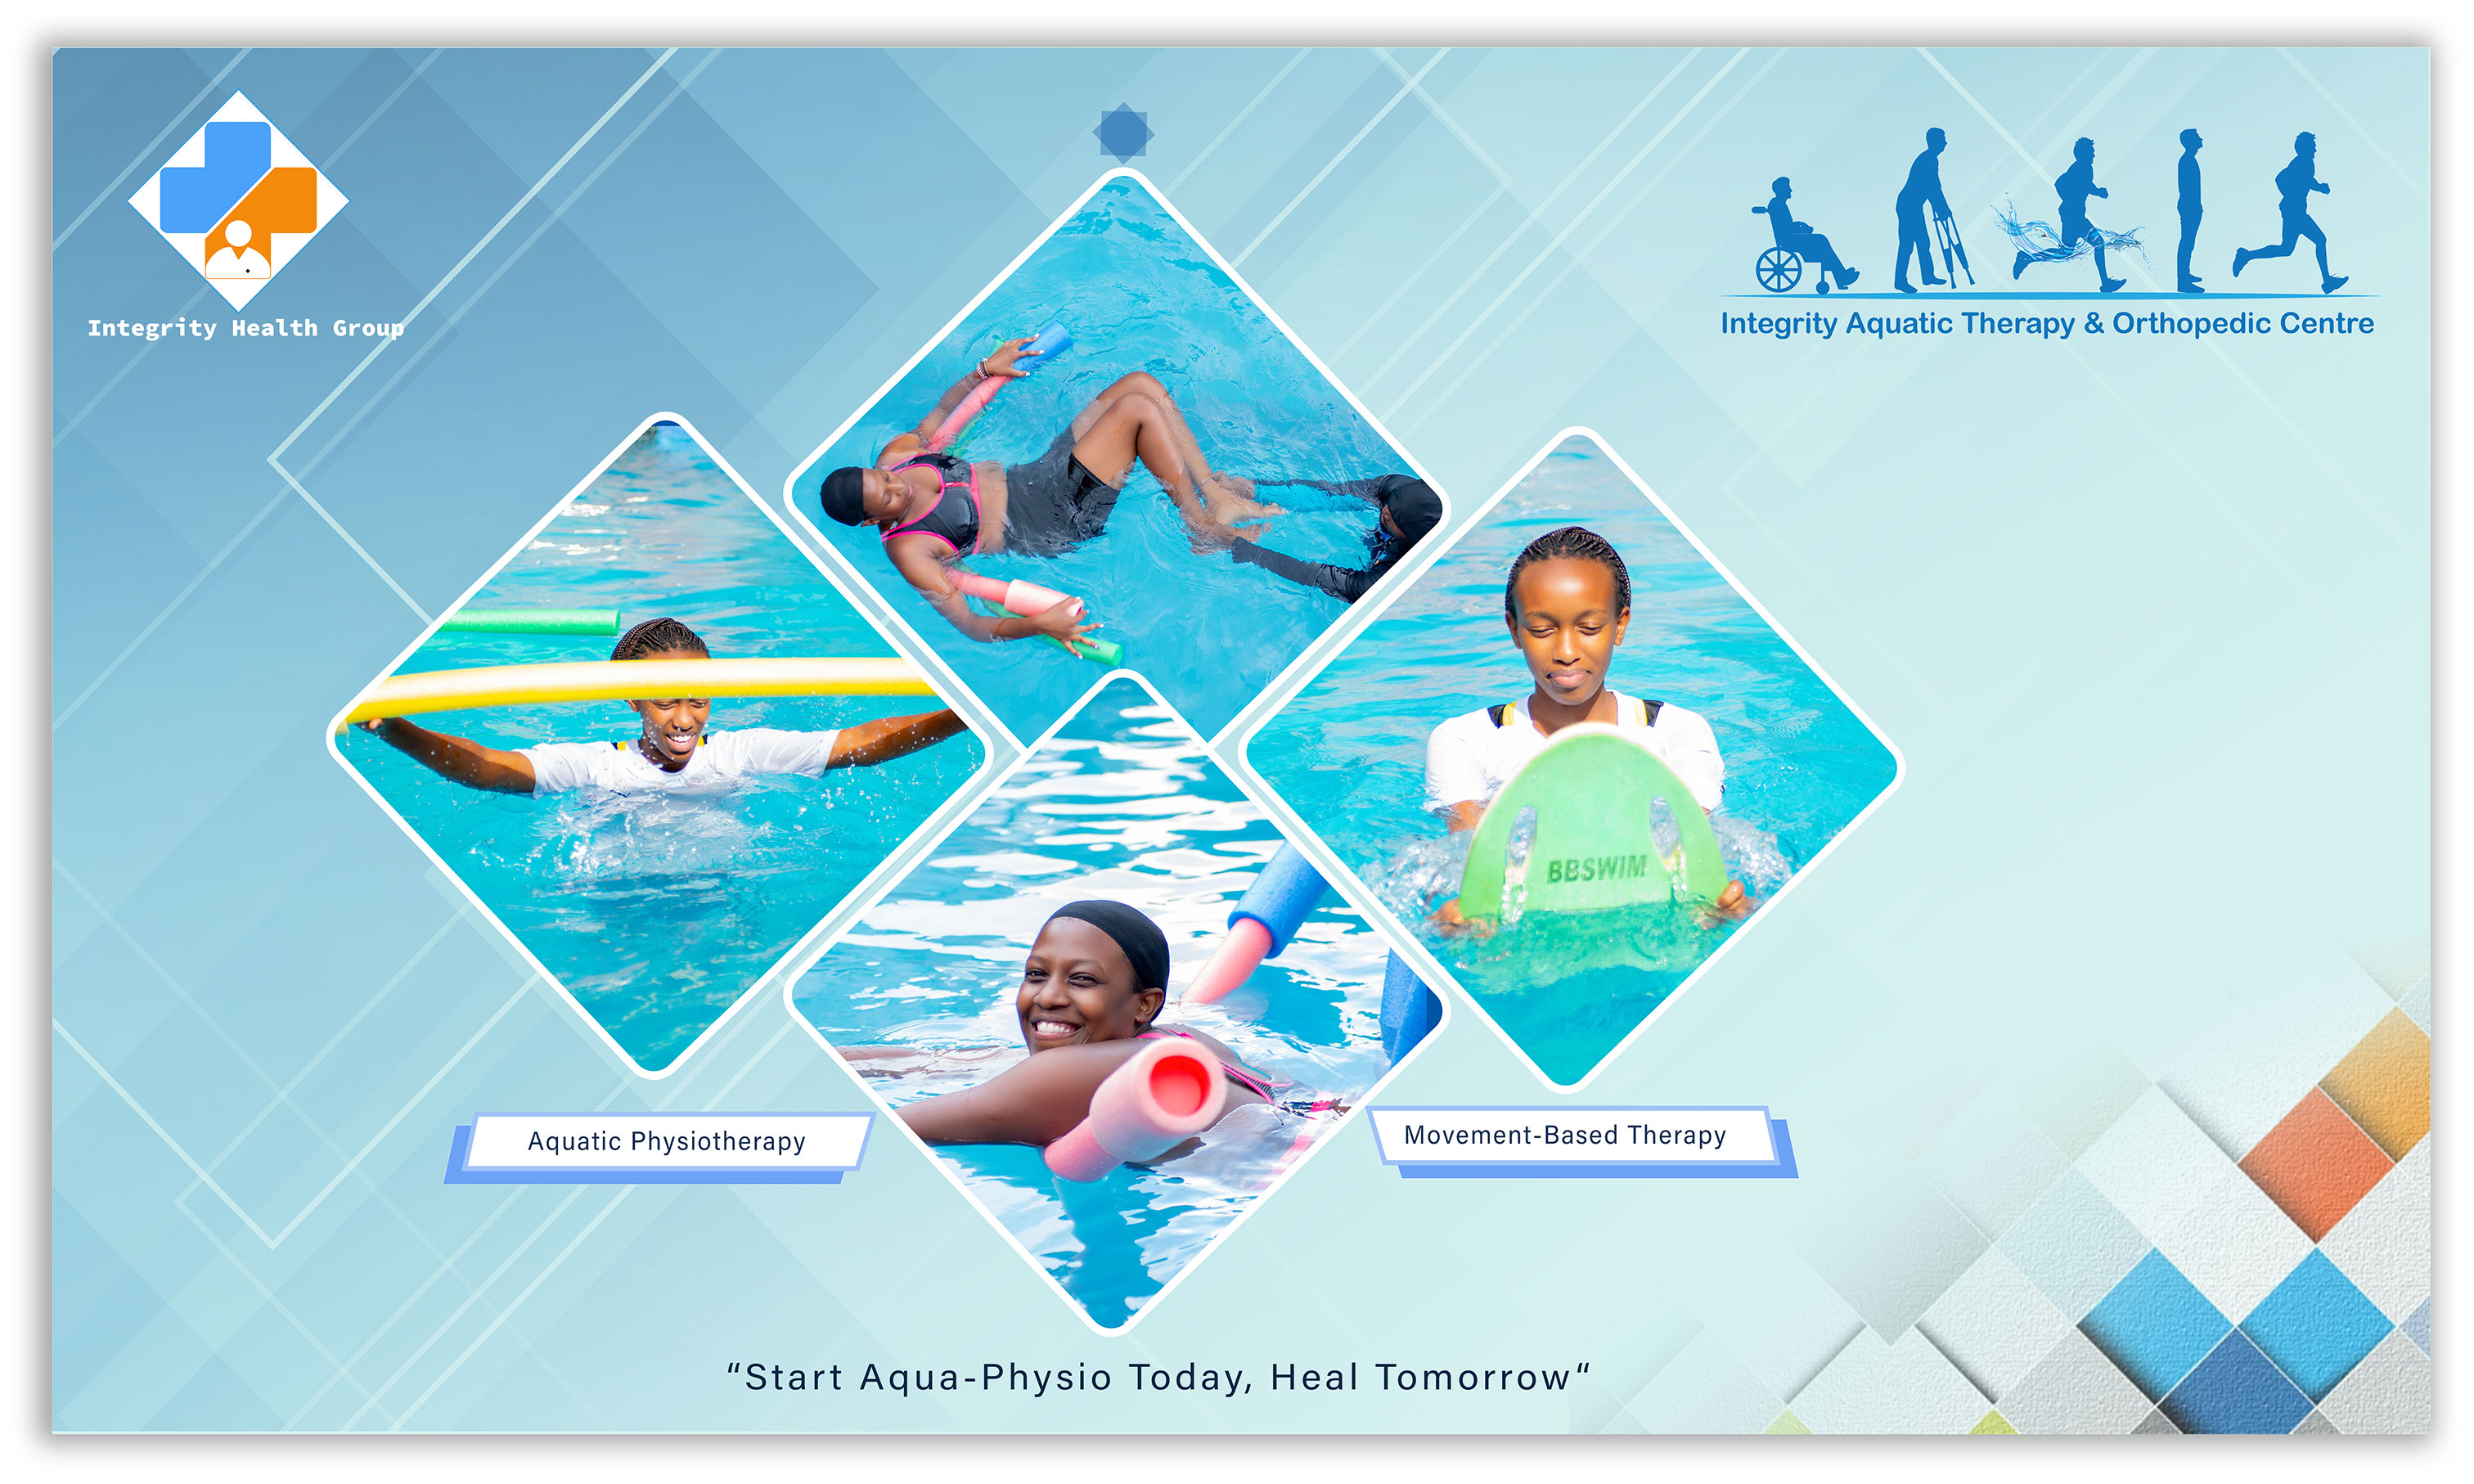 Integrity Health Group
Integrity Aquatic Therapy & Orthopedic Centre
BBSWIM
Aquatic Physiotherapy
Movement-Based Therapy
“Start Aqua-Physio Today, Heal Tomorrow“